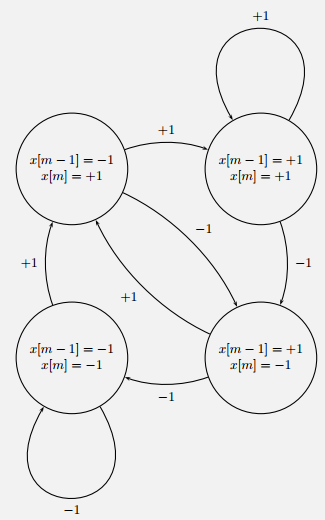 +1
+1
x[m − 1] = −1
x[m] = +1
x[m − 1] = +1
x[m] = +1
−1
+1
−1
+1
x[m − 1] = −1
x[m] = −1
x[m − 1] = +1
x[m] = −1
−1
−1